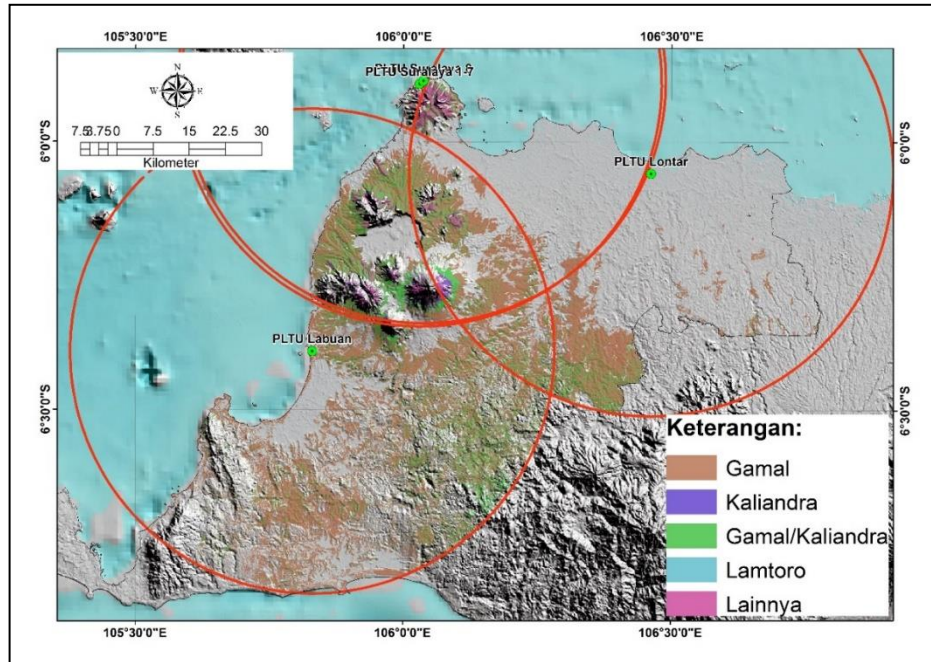 105°30'0"E
106°0'0"E
106°30'0"E
N
W E
S
7.5 3.75 0 7.5 15 22.5 30
Kilometer
PLTU Suralaya 8
PLTU Suralaya 1-7
6°0'0"S
6°0'0"S
PLTU Lontar
PLTU Labuan
6°30'0"S
6°30'0"S
Keterangan:
Gamal
Kaliandra
Gamal/Kaliandra
Lamtoro
Lainnya
105°30'0"E
106°0'0"E
106°30'0"E